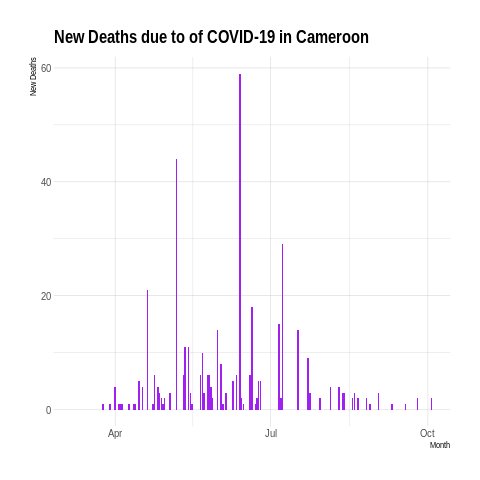 New Deaths due to of COVID-19 in Cameroon
New Deaths
60
40
20
0
Apr
Jul
Oct
Month